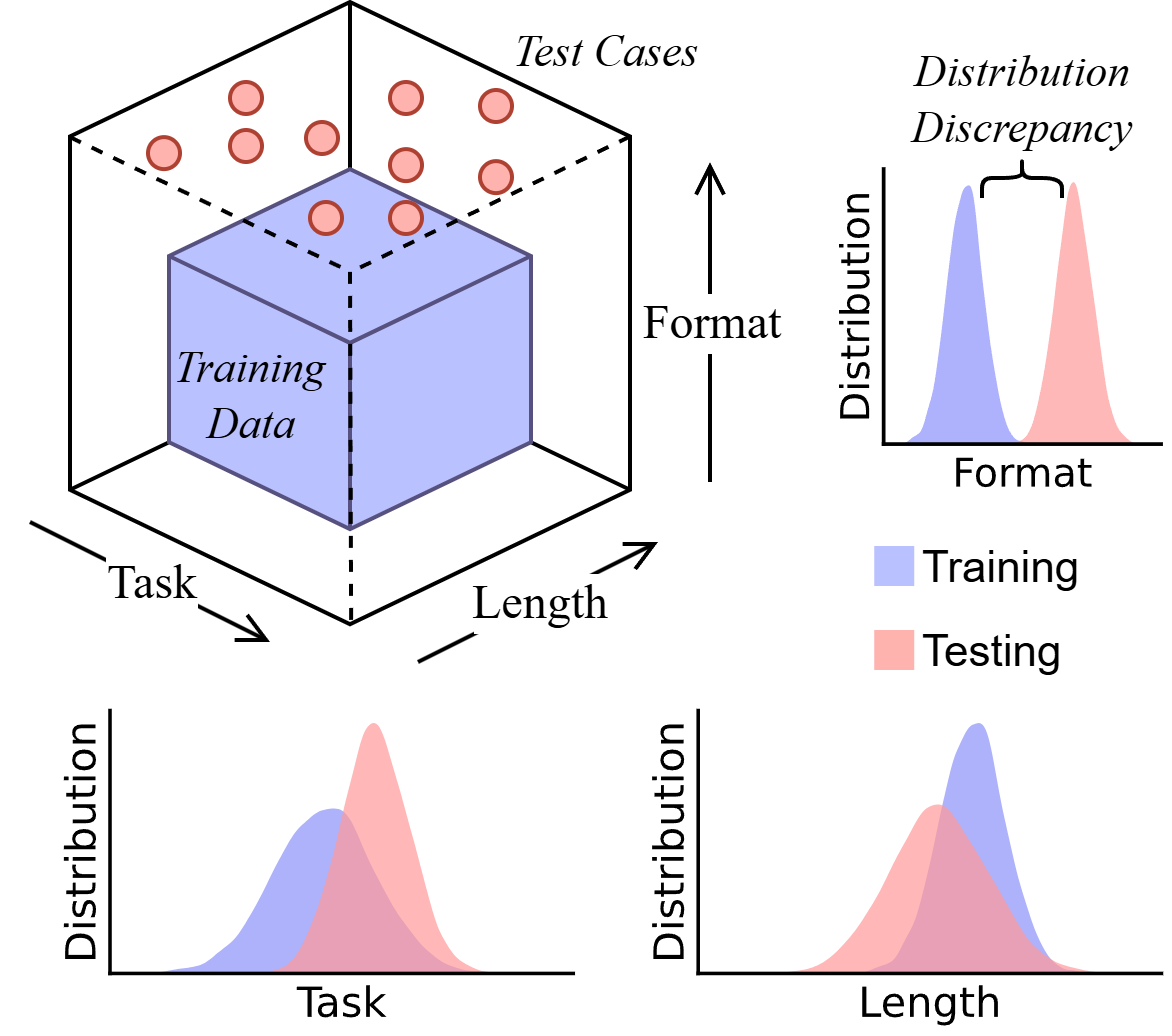 Test Cases
Distribution
Discrepancy
Training
Data
Format
Task
Length
Distribution
Format
Training
Testing
Distribution
Task
Distribution
Length